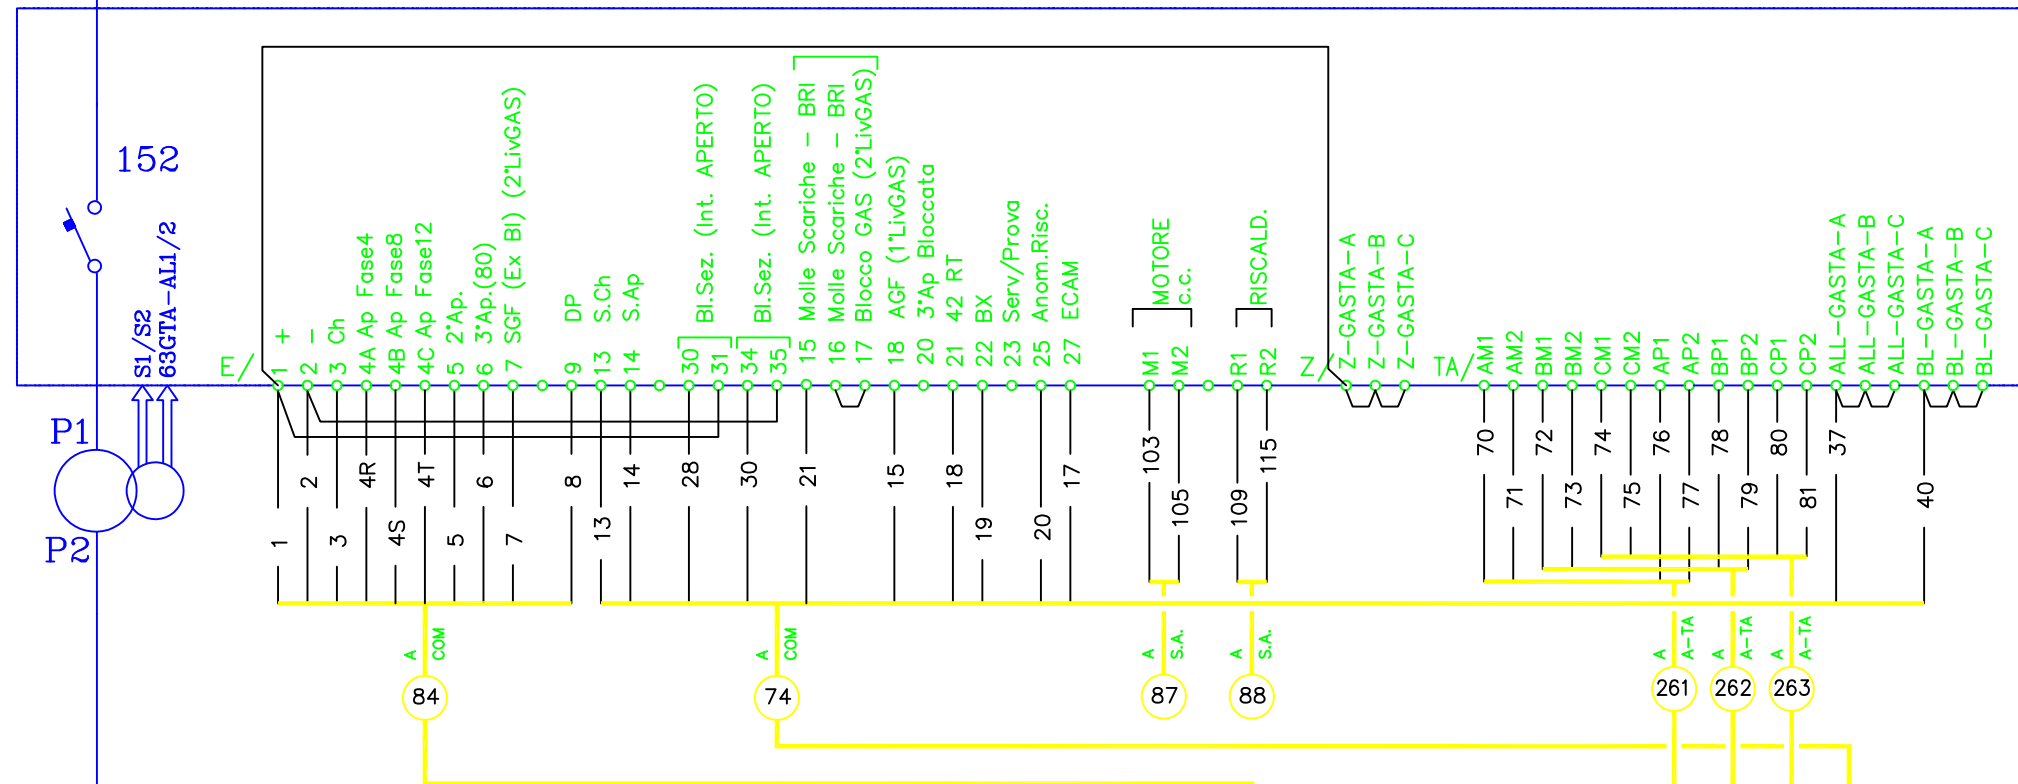 152
S1/S2
63GTA-AL1/2
P1
P2
E/
1 +
2 -
3 Ch
4A Ap Fase4
4B Ap Fase8
4C Ap Fase12
5 2°Ap.
6 3°Ap.(80)
7 SGF (Ex BI) (2°LivGAS)
9 DP
13 S.Ch
14 S.Ap
30
31
Bl.Sez. (Int. APERTO)
34
35
Bl.Sez. (Int. APERTO)
15 Molle Scariche - BRI
16 Molle Scariche - BRI
17 Blocco GAS (2°LivGAS)
18 AGF (1°LivGAS)
20 3°Ap Bloccata
21 42 RT
22 BX
23 Serv/Prova
25 Anom.Risc.
27 ECAM
M1
M2
MOTORE
c.c.
R1
R2
RISCALD.
Z/
Z-GASTA-A
Z-GASTA-B
Z-GASTA-C
TA/
AM1
AM2
BM1
BM2
CM1
CM2
AP1
AP2
BP1
BP2
CP1
CP2
ALL-GASTA-A
ALL-GASTA-B
ALL-GASTA-C
BL-GASTA-A
BL-GASTA-B
BL-GASTA-C
1
2
3
4R
4S
4T
5
6
7
8
13
14
28
30
21
15
18
19
20
17
103
105
109
115
70
71
72
73
74
75
76
77
78
79
80
81
37
40
A
COM
84
A
COM
74
A
S.A.
87
A
S.A.
88
A
A-TA
261
A
A-TA
262
A
A-TA
263